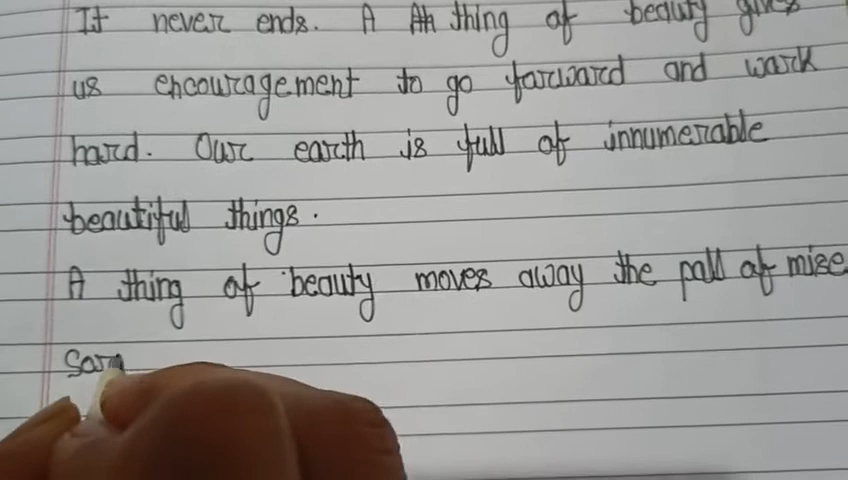 It never ends. A thing of beauty gives
us encouragement to go forward and work
hard. Our earth is full of innumerable
beautiful things.
A thing of beauty moves away the pall of mise